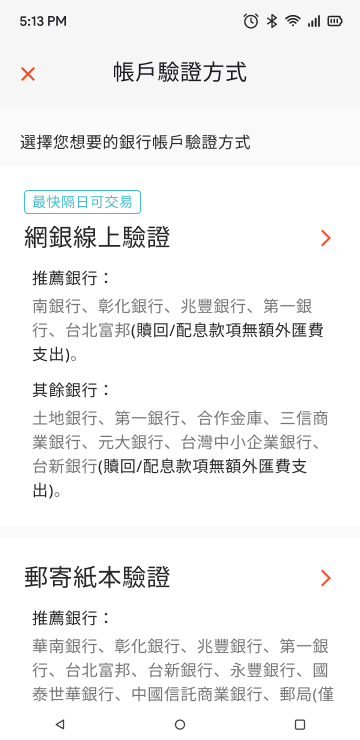 5:13 PM
帳戶驗證方式
選擇您想要的銀行帳戶驗證方式
最快隔日可交易
網銀線上驗證
推薦銀行：
南銀行、彰化銀行、兆豐銀行、第一銀
行、台北富邦(贖回/配息款項無額外匯費
支出)。
其餘銀行：
土地銀行、第一銀行、合作金庫、三信商
業銀行、元大銀行、台灣中小企業銀行、
台新銀行(贖回/配息款項無額外匯費支
出)。
郵寄紙本驗證
推薦銀行：
華南銀行、彰化銀行、兆豐銀行、第一銀
行、台北富邦、台新銀行、永豐銀行、國
泰世華銀行、中國信託商業銀行、郵局(僅